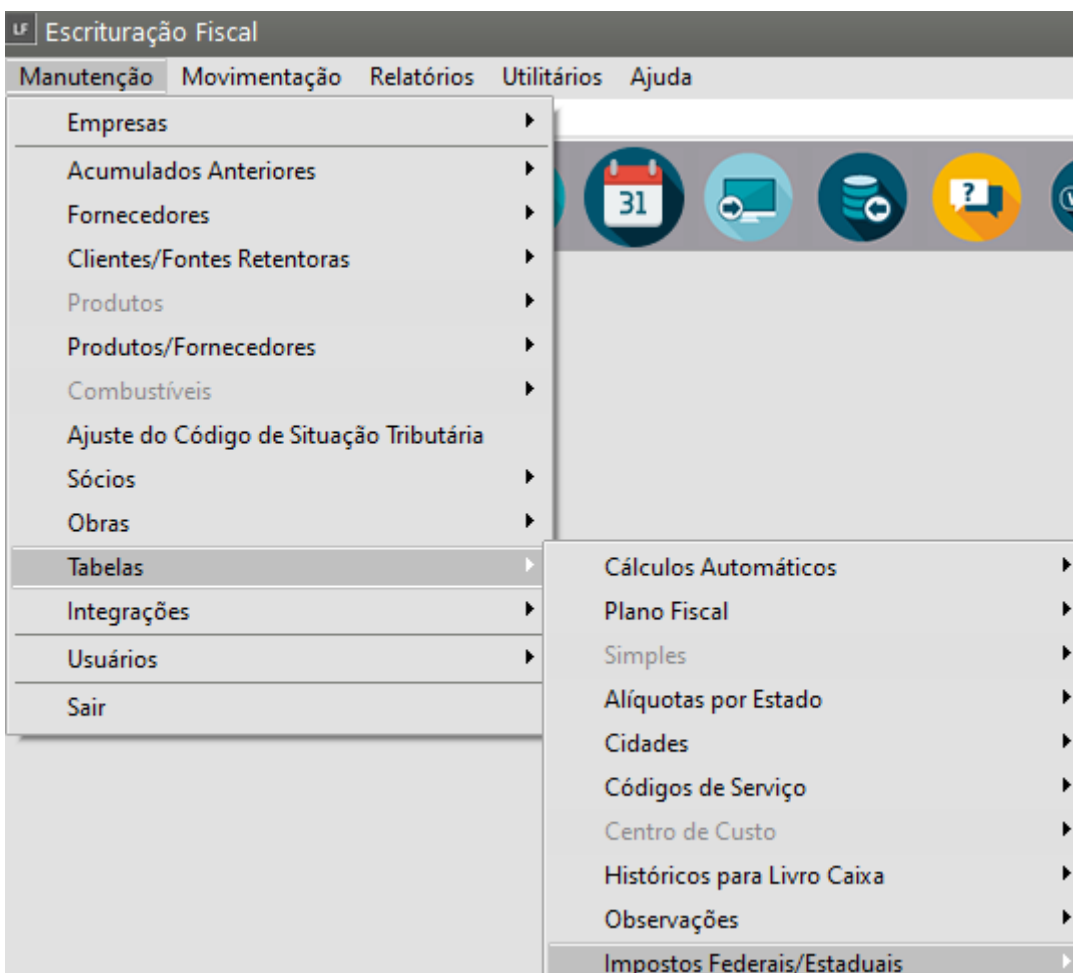 LF Escrituração Fiscal
Manutenção Movimentação Relatórios Utilitários Ajuda
Empresas
Acumulados Anteriores
Fornecedores
Clientes/Fontes Retentoras
Produtos
Produtos/Fornecedores
Combustíveis
Ajuste do Código de Situação Tributária
Sócios
Obras
Tabelas
Integrações
Usuários
Sair
31
?
Cálculos Automáticos
Plano Fiscal
Simples
Alíquotas por Estado
Cidades
Códigos de Serviço
Centro de Custo
Históricos para Livro Caixa
Observações
Impostos Federais/Estaduais